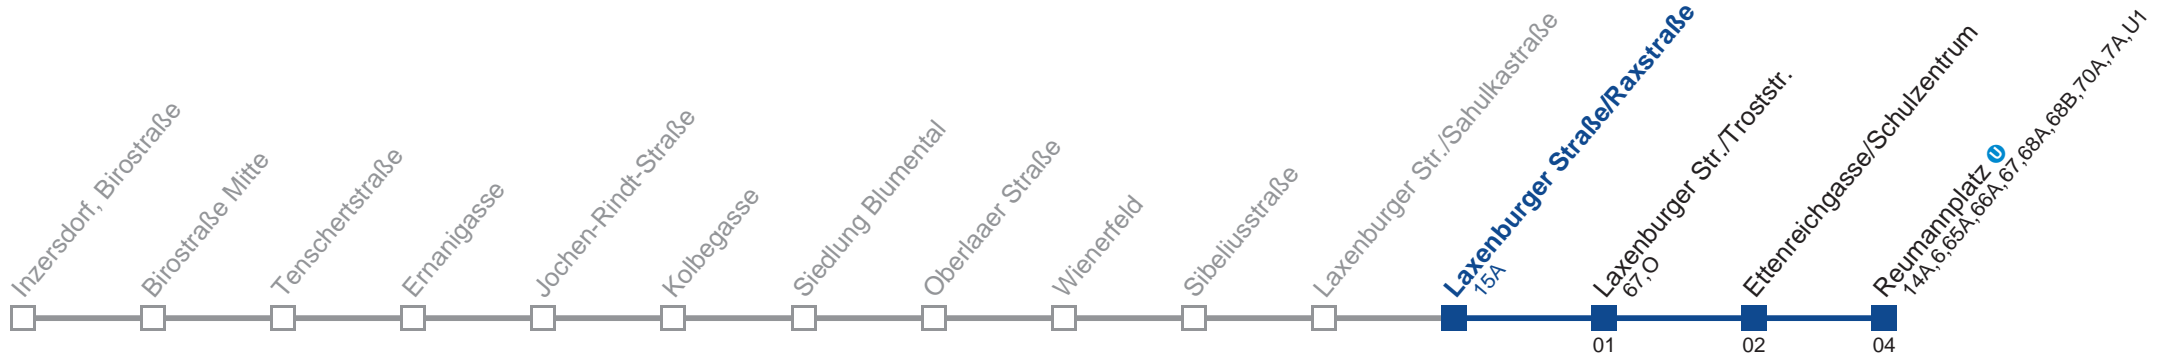 Inzersdorf, Birostraße
Birostraße Mitte
Tenschertstraße
Ernanigasse
Jochen-Rindt-Straße
Kolbegasse
Siedlung Blumental
Oberlaaer Straße
Wienerfeld
Sibeliusstraße
Laxenburger Str./Sahulkastraße
Laxenburger Straße/Raxstraße
15A
Laxenburger Str./Troststr.
67,O
Ettenreichgasse/Schulzentrum
Reumannplatz U
14A,6,65A,66A,67,68A,68B,70A,7A,U1
01
02
04